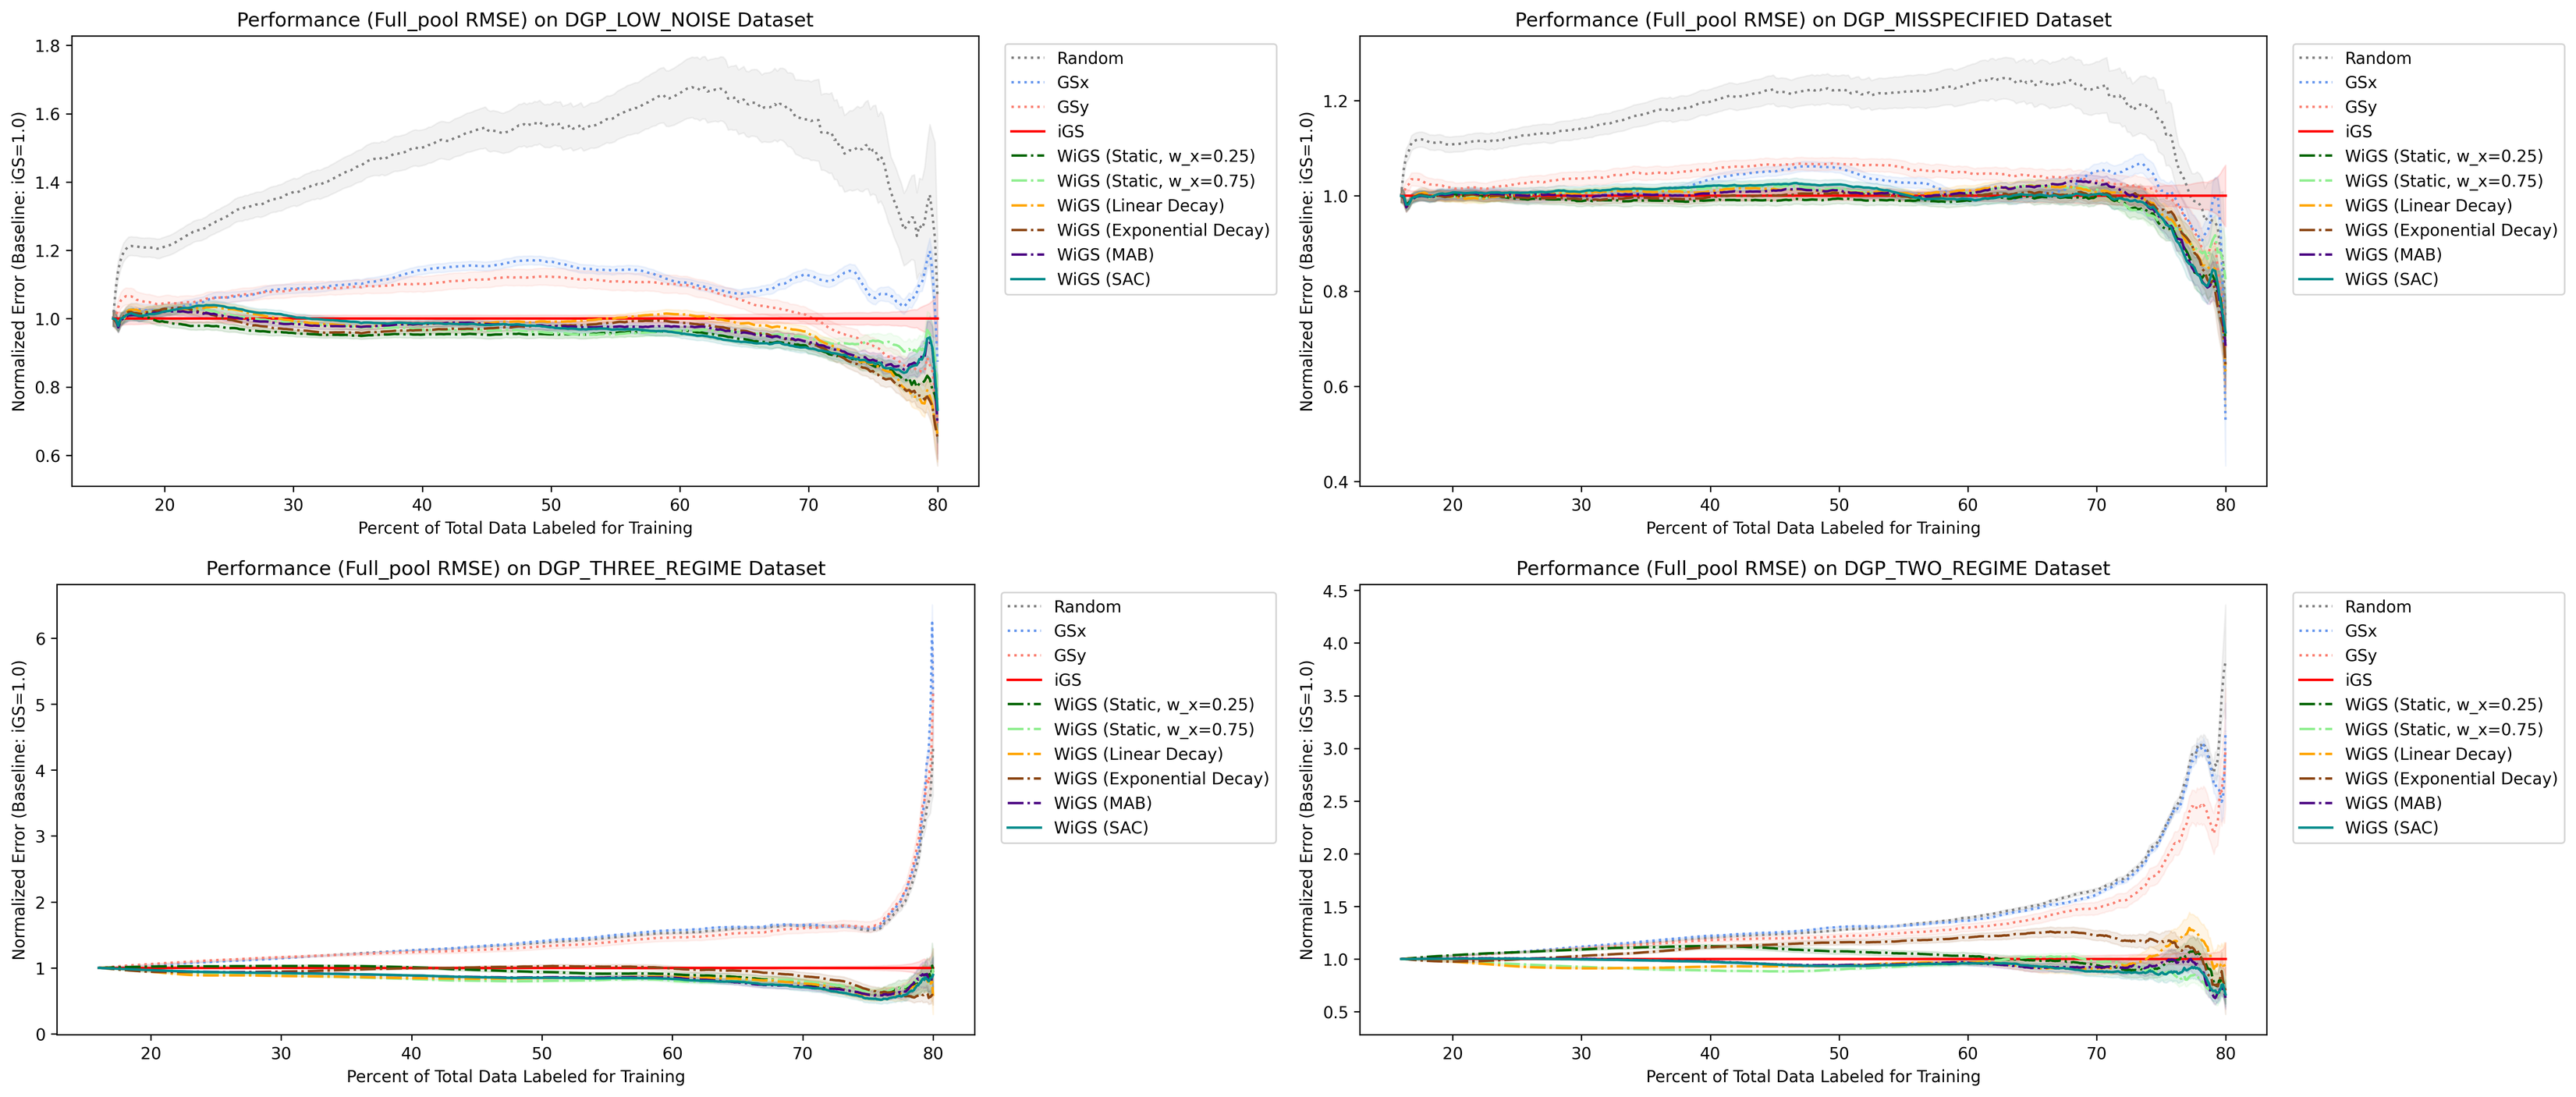 Performance (Full_pool RMSE) on DGP_LOW_NOISE Dataset
Normalized Error (Baseline: iGS=1.0)
1.8
1.6
1.4
1.2
1.0
0.8
0.6
20 30 40 50 60 70 80
Percent of Total Data Labeled for Training
Random
GSx
GSy
iGS
WiGS (Static, w_x=0.25)
WiGS (Static, w_x=0.75)
WiGS (Linear Decay)
WiGS (Exponential Decay)
WiGS (MAB)
WiGS (SAC)
Performance (Full_pool RMSE) on DGP_MISSPECIFIED Dataset
Normalized Error (Baseline: iGS=1.0)
1.2
1.0
0.8
0.6
0.4
20 30 40 50 60 70 80
Percent of Total Data Labeled for Training
Random
GSx
GSy
iGS
WiGS (Static, w_x=0.25)
WiGS (Static, w_x=0.75)
WiGS (Linear Decay)
WiGS (Exponential Decay)
WiGS (MAB)
WiGS (SAC)
Performance (Full_pool RMSE) on DGP_THREE_REGIME Dataset
Normalized Error (Baseline: iGS=1.0)
6
5
4
3
2
1
0
20 30 40 50 60 70 80
Percent of Total Data Labeled for Training
Random
GSx
GSy
iGS
WiGS (Static, w_x=0.25)
WiGS (Static, w_x=0.75)
WiGS (Linear Decay)
WiGS (Exponential Decay)
WiGS (MAB)
WiGS (SAC)
Performance (Full_pool RMSE) on DGP_TWO_REGIME Dataset
Normalized Error (Baseline: iGS=1.0)
4.5
4.0
3.5
3.0
2.5
2.0
1.5
1.0
0.5
20 30 40 50 60 70 80
Percent of Total Data Labeled for Training
Random
GSx
GSy
iGS
WiGS (Static, w_x=0.25)
WiGS (Static, w_x=0.75)
WiGS (Linear Decay)
WiGS (Exponential Decay)
WiGS (MAB)
WiGS (SAC)